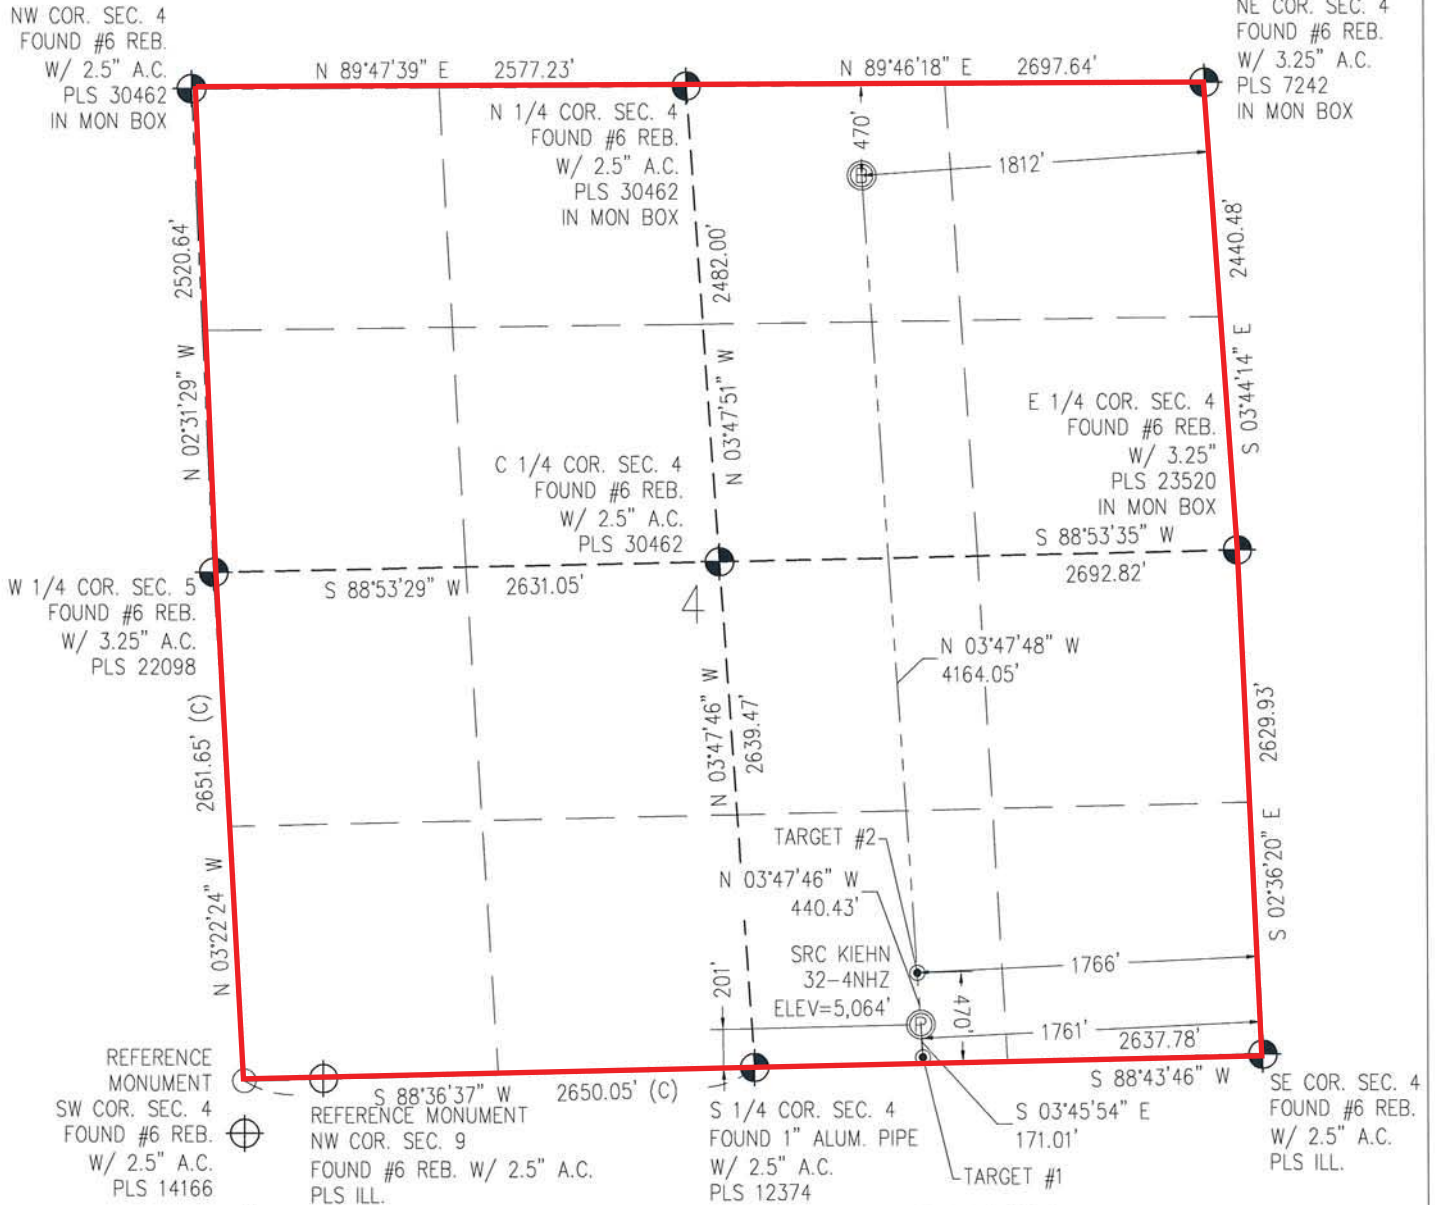 NW COR. SEC. 4
FOUND #6 REB.
W/ 2.5" A.C.
PLS 30462
IN MON BOX
N 89°47'39" E 2577.23'
N 89°46'18" E 2697.64'
NE COR. SEC. 4
FOUND #6 REB.
W/ 3.25" A.C.
PLS 7242
IN MON BOX
N 1/4 COR. SEC. 4
FOUND #6 REB.
W/ 2.5" A.C.
PLS 30462
IN MON BOX
470'
B
1812'
2520.64'
N 02°31'29" W
2482.00'
N 03°47'51" W
2440.48'
S 03°44'14" E
E 1/4 COR. SEC. 4
FOUND #6 REB.
W/ 3.25"
PLS 23520
IN MON BOX
C 1/4 COR. SEC. 4
FOUND #6 REB.
W/ 2.5" A.C.
PLS 30462
S 88°53'35" W
2692.82'
W 1/4 COR. SEC. 5
FOUND #6 REB.
W/ 3.25" A.C.
PLS 22098
S 88°53'29" W 2631.05'
4
N 03°47'48" W
4164.05'
2651.65' (C)
N 03°22'24" W
N 03°47'46" W
2639.47'
2629.93'
S 02°36'20" E
TARGET #2
N 03°47'46" W
440.43'
SRC KIEHN
32-4NHZ
ELEV=5,064'
201'
1766'
470'
P
1761'
2637.78'
S 88°43'46" W
REFERENCE
MONUMENT
SW COR. SEC. 4
FOUND #6 REB.
W/ 2.5" A.C.
PLS 14166
S 88°36'37" W 2650.05' (C)
REFERENCE MONUMENT
NW COR. SEC. 9
FOUND #6 REB. W/ 2.5" A.C.
PLS ILL.
S 1/4 COR. SEC. 4
FOUND 1" ALUM. PIPE
W/ 2.5" A.C.
PLS 12374
S 03°45'54" E
171.01'
TARGET #1
SE COR. SEC. 4
FOUND #6 REB.
W/ 2.5" A.C.
PLS ILL.